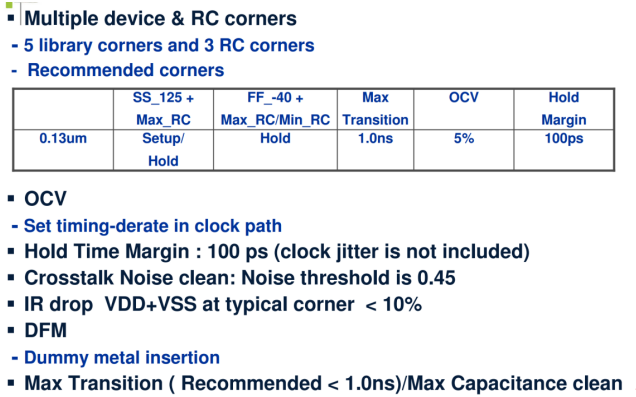 ▪ Multiple device & RC corners
- 5 library corners and 3 RC corners
- Recommended corners
SS_125 + Max_RC FF_-40 + Max_RC/Min_RC Max Transition OCV Hold Margin
0.13um Setup/ Hold Hold 1.0ns 5% 100ps
▪ OCV
- Set timing-derate in clock path
▪ Hold Time Margin : 100 ps (clock jitter is not included)
▪ Crosstalk Noise clean: Noise threshold is 0.45
▪ IR drop VDD+VSS at typical corner < 10%
▪ DFM
- Dummy metal insertion
▪ Max Transition ( Recommended < 1.0ns)/Max Capacitance clean